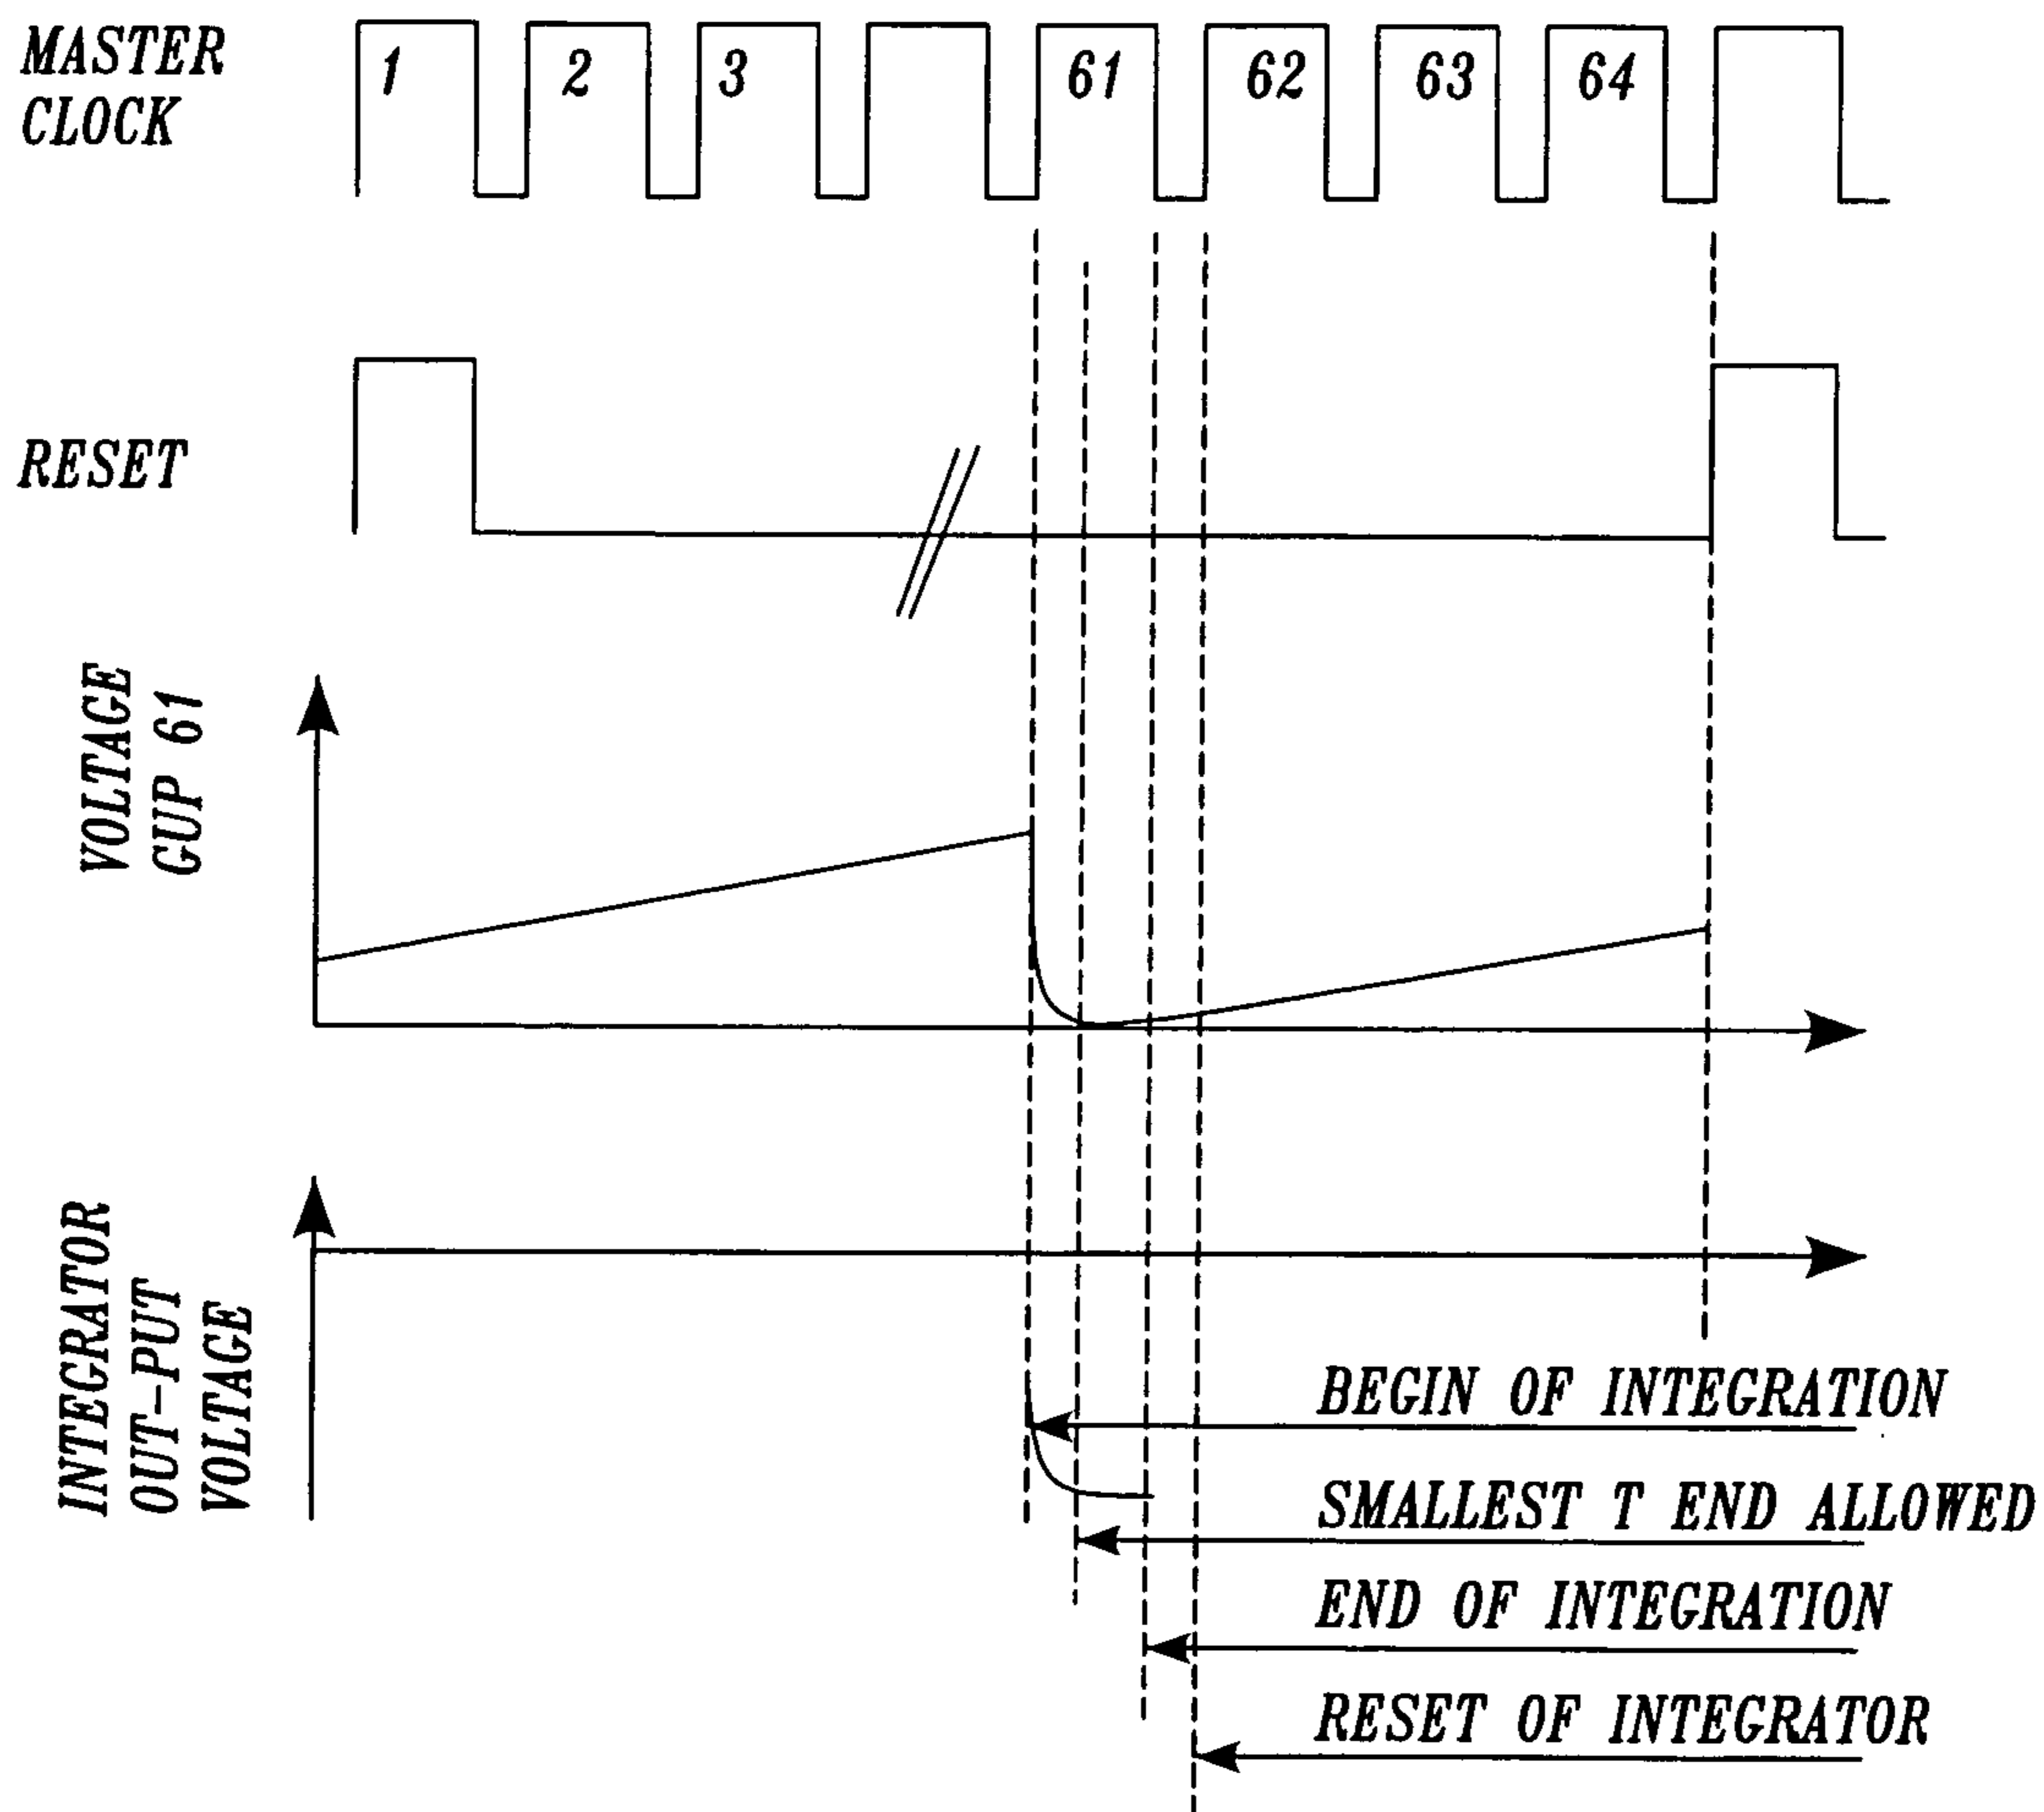 MASTER
CLOCK
1 2 3 61 62 63 64
RESET
VOLTAGE
GUP 61
INTEGRATOR
OUT-PUT
VOLTAGE
BEGIN OF INTEGRATION
SMALLEST T END ALLOWED
END OF INTEGRATION
RESET OF INTEGRATOR